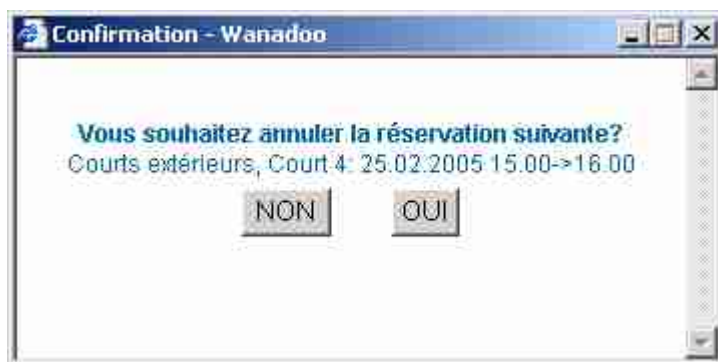 Confirmation - Wanadoo
Vous souhaitez annuler la réservation suivante?
Courts extérieurs, Court 4: 25.02.2005 15.00->16.00
NON OUI